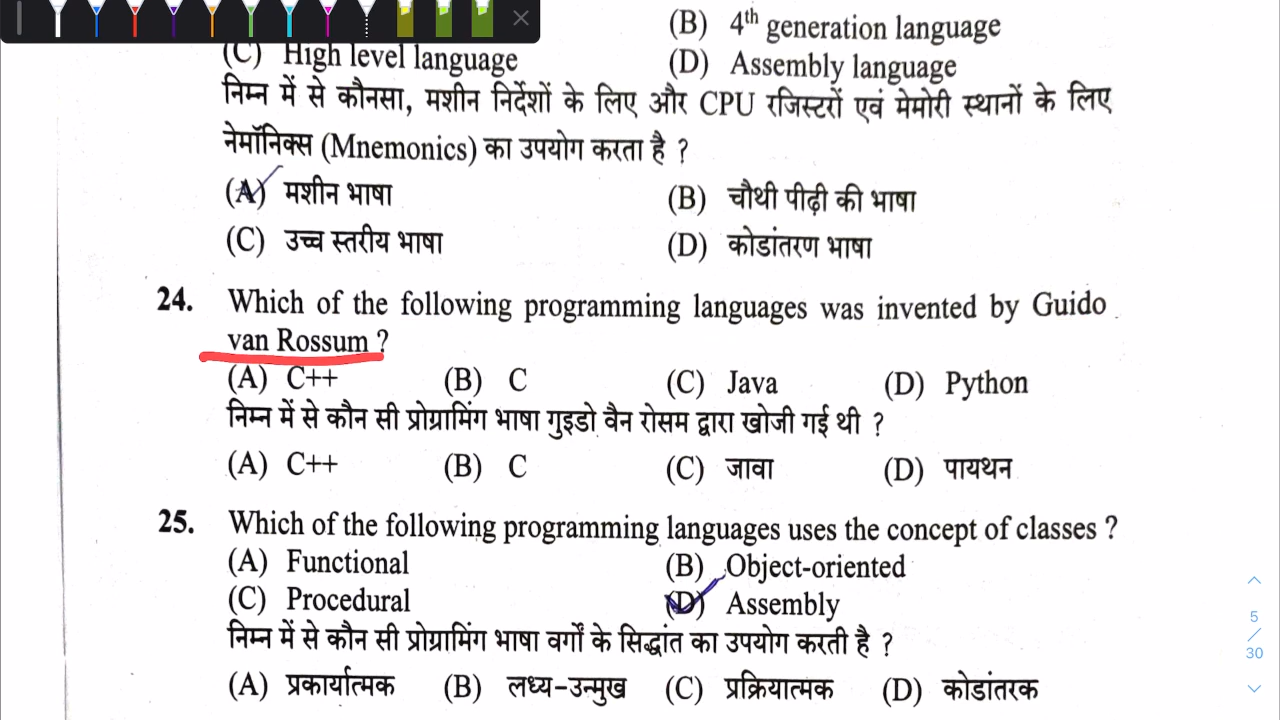 (B) 4th generation language
(C) High level language (D) Assembly language
निम्न में से कौनसा, मशीन निर्देशों के लिए और CPU रजिस्टरों एवं मेमोरी स्थानों के लिए
नेमॉनिक्स (Mnemonics) का उपयोग करता है ?
(A) मशीन भाषा (B) चौथी पीढ़ी की भाषा
(C) उच्च स्तरीय भाषा (D) कोडांतरण भाषा
24. Which of the following programming languages was invented by Guido
van Rossum ?
(A) C++ (B) C (C) Java (D) Python
निम्न में से कौन सी प्रोग्रामिंग भाषा गुइडो वैन रोसम द्वारा खोजी गई थी ?
(A) C++ (B) C (C) जावा (D) पायथन
25. Which of the following programming languages uses the concept of classes ?
(A) Functional (B) Object-oriented
(C) Procedural (D) Assembly
निम्न में से कौन सी प्रोग्रामिंग भाषा वर्गों के सिद्धांत का उपयोग करती है ?
(A) प्रकार्यात्मक (B) लध्य-उन्मुख (C) प्रक्रियात्मक (D) कोडांतरक
5
/
30